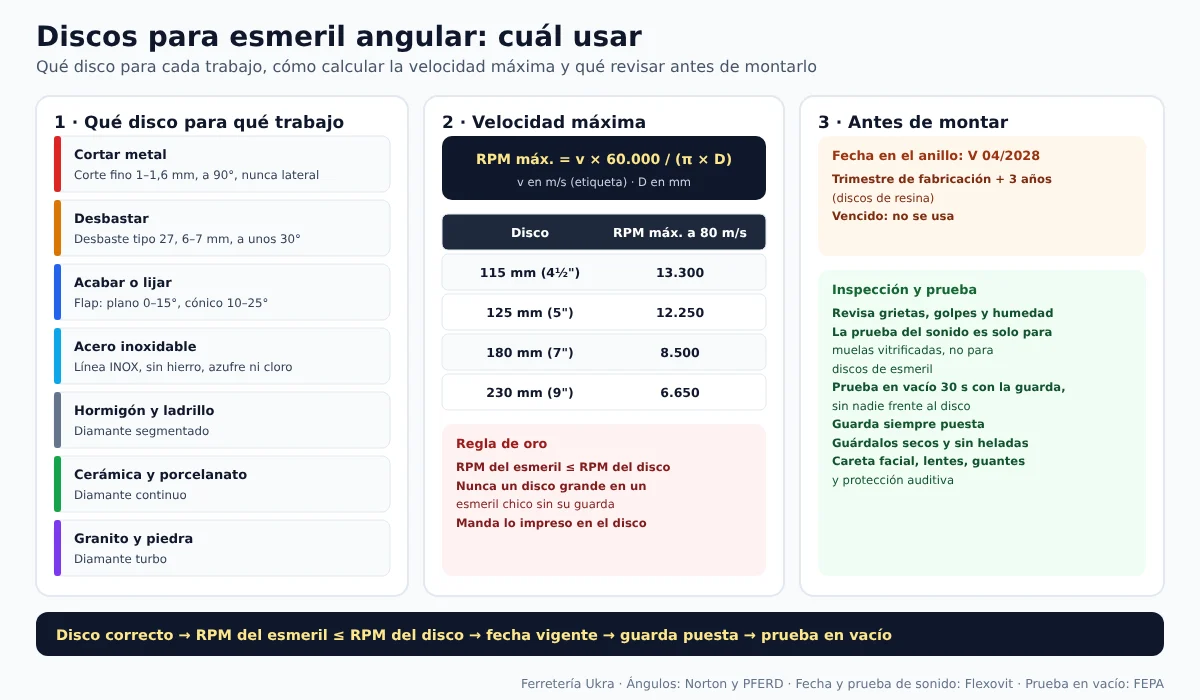 Discos para esmeril angular: cuál usar
Qué disco para cada trabajo, cómo calcular la velocidad máxima y qué revisar antes de montarlo
1 · Qué disco para qué trabajo
Cortar metal
Corte fino 1–1,6 mm, a 90°, nunca lateral
Desbastar
Desbaste tipo 27, 6–7 mm, a unos 30°
Acabar o lijar
Flap: plano 0–15°, cónico 10–25°
Acero inoxidable
Línea INOX, sin hierro, azufre ni cloro
Hormigón y ladrillo
Diamante segmentado
Cerámica y porcelanato
Diamante continuo
Granito y piedra
Diamante turbo
2 · Velocidad máxima
RPM máx. = v × 60.000 / (π × D)
v en m/s (etiqueta) · D en mm
Disco RPM máx. a 80 m/s
115 mm (4½") 13.300
125 mm (5") 12.250
180 mm (7") 8.500
230 mm (9") 6.650
Regla de oro
RPM del esmeril ≤ RPM del disco
Nunca un disco grande en un
esmeril chico sin su guarda
Manda lo impreso en el disco
3 · Antes de montar
Fecha en el anillo: V 04/2028
Trimestre de fabricación + 3 años
(discos de resina)
Vencido: no se usa
Inspección y prueba
Revisa grietas, golpes y humedad
La prueba del sonido es solo para
muelas vitrificadas, no para
discos de esmeril
Prueba en vacío 30 s con la guarda,
sin nadie frente al disco
Guarda siempre puesta
Guárdalos secos y sin heladas
Careta facial, lentes, guantes
y protección auditiva
Disco correcto → RPM del esmeril ≤ RPM del disco → fecha vigente → guarda puesta → prueba en vacío
Ferretería Ukra · Ángulos: Norton y PFERD · Fecha y prueba de sonido: Flexovit · Prueba en vacío: FEPA